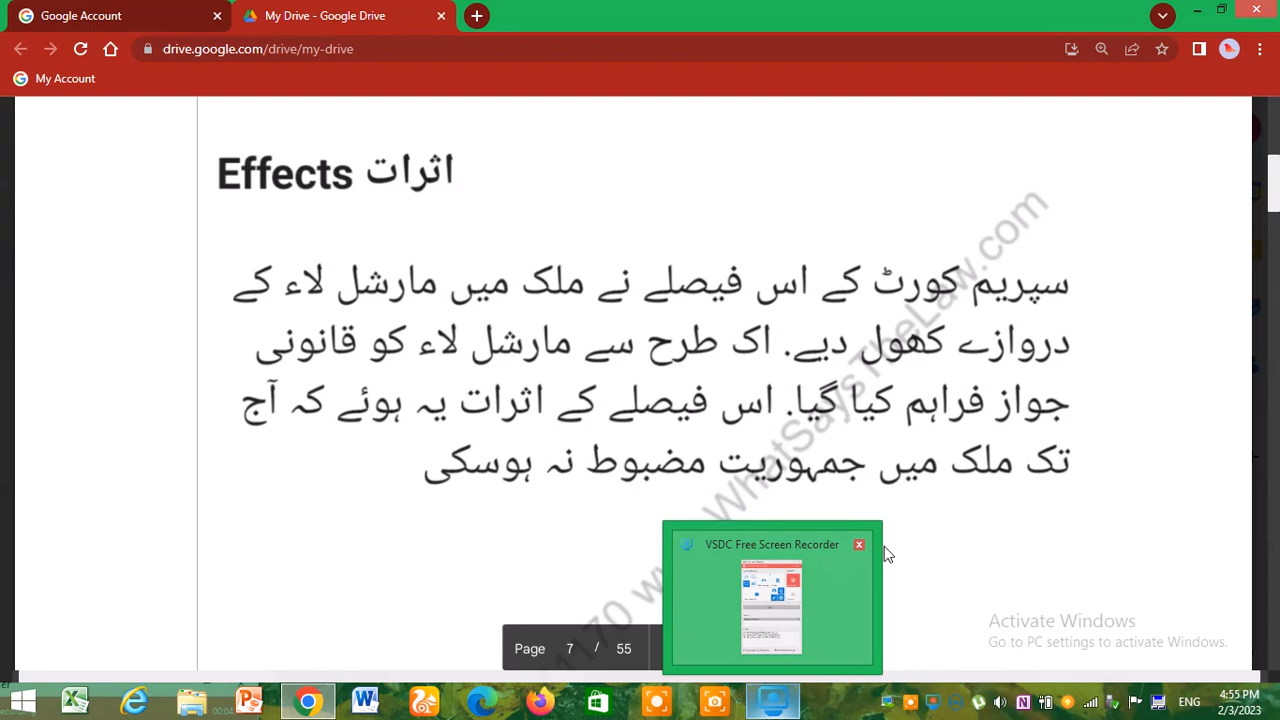 Google Account
My Drive - Google Drive
drive.google.com/drive/my-drive
My Account
Effects اثرات
سپریم کورٹ کے اس فیصلے نے ملک میں مارشل لاء کے
دروازے کھول دیے. اک طرح سے مارشل لاء کو قانونی
جواز فراہم کیا گیا. اس فیصلے کے اثرات یہ ہوئے کہ آج
تک ملک میں جمہوریت مضبوط نہ ہوسکی
WhatSaysTheLaw.com
VSDC Free Screen Recorder
Page 7 / 55
Activate Windows
Go to PC settings to activate Windows.
ENG
4:55 PM
2/3/2023